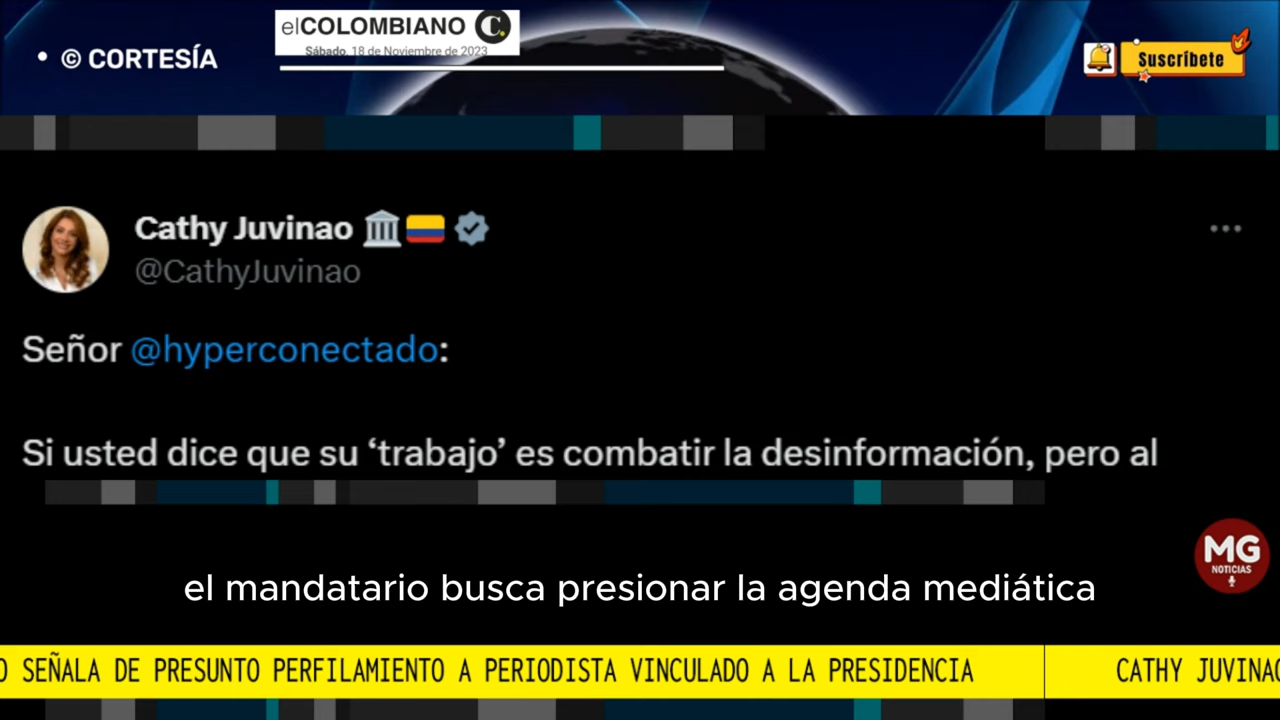 • © CORTESÍA
elCOLOMBIANO C.
Sábado, 18 de Noviembre de 2023
Suscríbete
Cathy Juvinao
@CathyJuvinao
Señor @hyperconectado:
Si usted dice que su ‘trabajo’ es combatir la desinformación, pero al
MG
NOTICIAS
el mandatario busca presionar la agenda mediática
O SEÑALA DE PRESUNTO PERFILAMIENTO A PERIODISTA VINCULADO A LA PRESIDENCIA CATHY JUVINAO